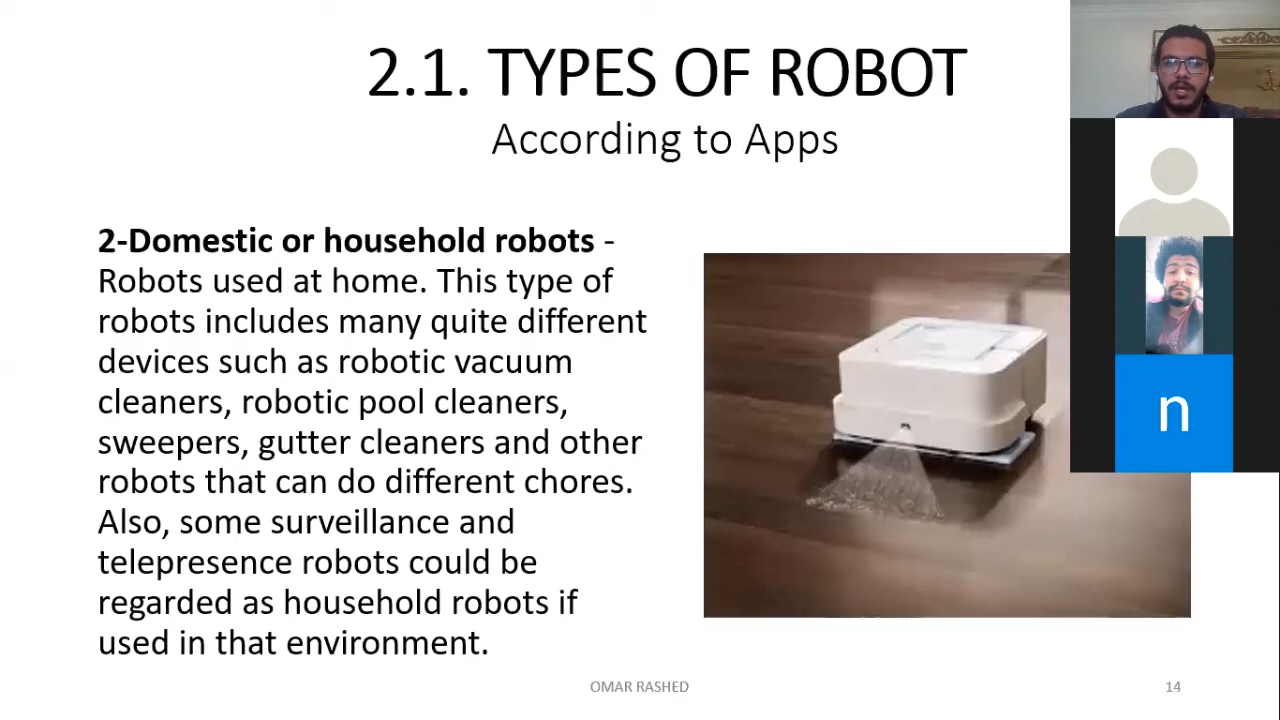 2.1. TYPES OF ROBOT
According to Apps
2-Domestic or household robots -
Robots used at home. This type of
robots includes many quite different
devices such as robotic vacuum
cleaners, robotic pool cleaners,
sweepers, gutter cleaners and other
robots that can do different chores.
Also, some surveillance and
telepresence robots could be
regarded as household robots if
used in that environment.
n
OMAR RASHED
14